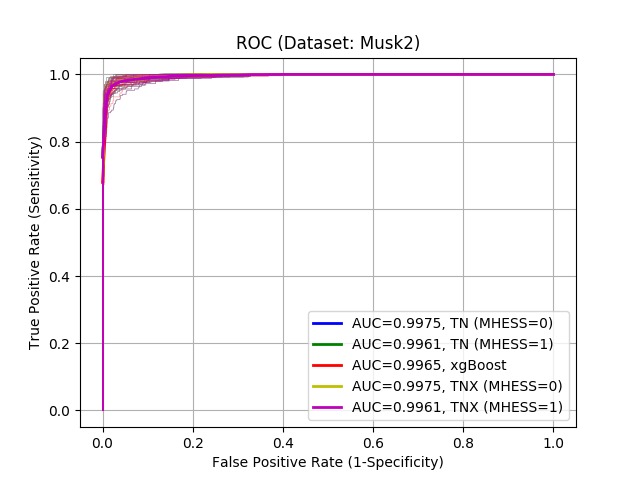 ROC (Dataset: Musk2)
True Positive Rate (Sensitivity)
1.0
0.8
0.6
0.4
0.2
0.0
AUC=0.9975, TN (MHESS=0)
AUC=0.9961, TN (MHESS=1)
AUC=0.9965, xgBoost
AUC=0.9975, TNX (MHESS=0)
AUC=0.9961, TNX (MHESS=1)
0.0 0.2 0.4 0.6 0.8 1.0
False Positive Rate (1-Specificity)